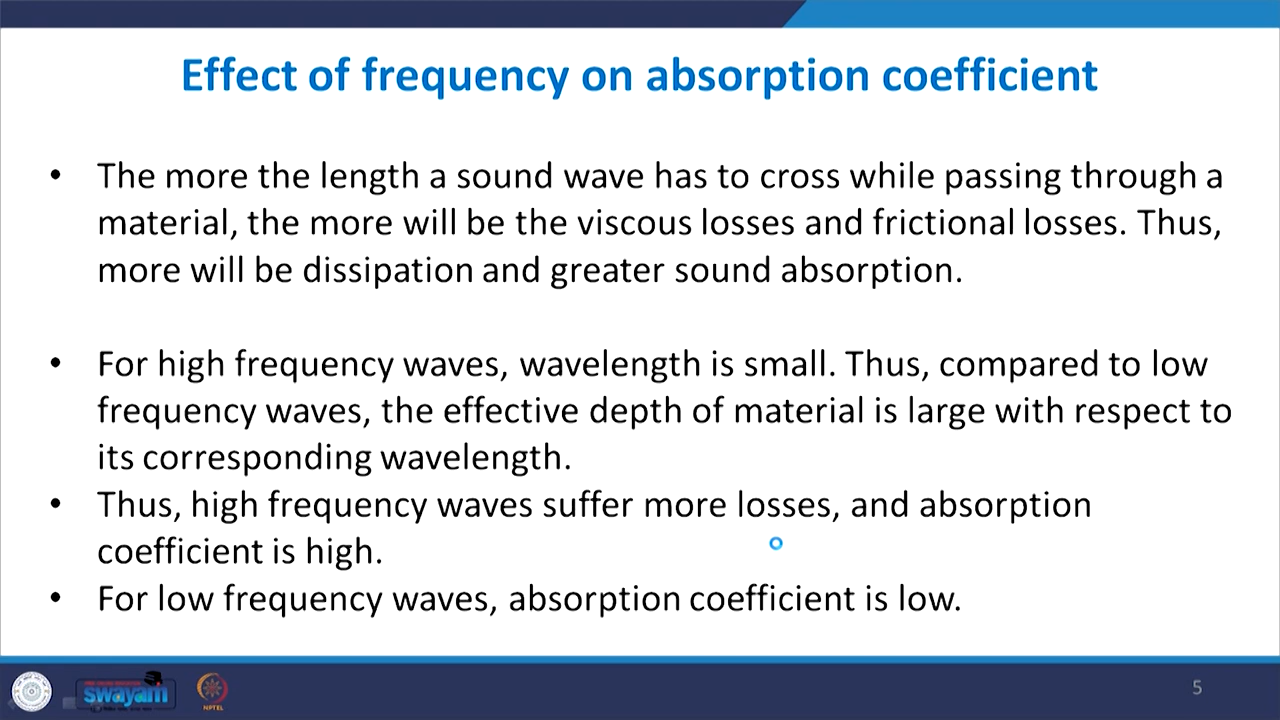 Effect of frequency on absorption coefficient
• The more the length a sound wave has to cross while passing through a
material, the more will be the viscous losses and frictional losses. Thus,
more will be dissipation and greater sound absorption.
• For high frequency waves, wavelength is small. Thus, compared to low
frequency waves, the effective depth of material is large with respect to
its corresponding wavelength.
• Thus, high frequency waves suffer more losses, and absorption
coefficient is high.
• For low frequency waves, absorption coefficient is low.
swayam
NPTEL
5